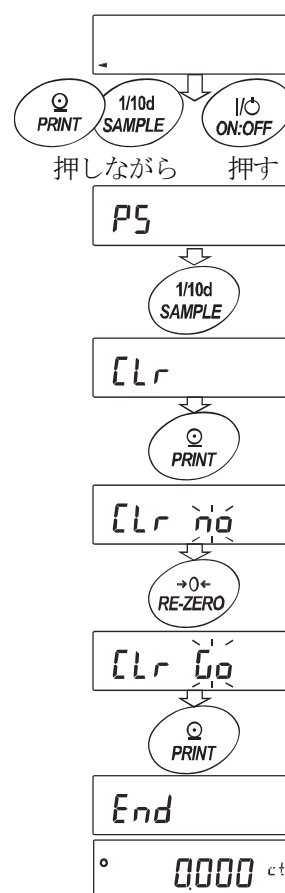 1/10d
PRINT SAMPLE ON:OFF
押しながら 押す
PS
1/10d
SAMPLE
CLr
PRINT
CLr no
→0←
RE-ZERO
CLr Go
PRINT
End
0.000 ct